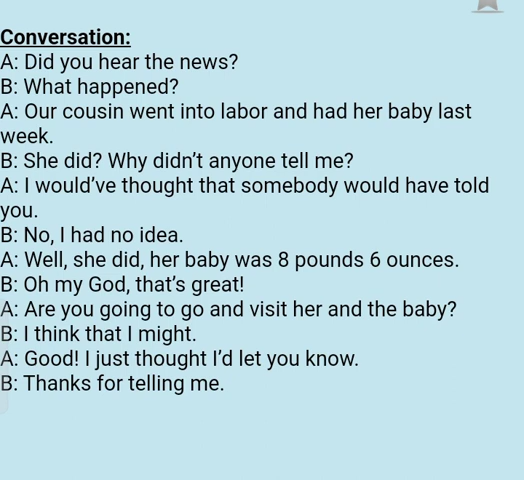 Conversation:
A: Did you hear the news?
B: What happened?
A: Our cousin went into labor and had her baby last
week.
B: She did? Why didn’t anyone tell me?
A: I would’ve thought that somebody would have told
you.
B: No, I had no idea.
A: Well, she did, her baby was 8 pounds 6 ounces.
B: Oh my God, that’s great!
A: Are you going to go and visit her and the baby?
B: I think that I might.
A: Good! I just thought I’d let you know.
B: Thanks for telling me.